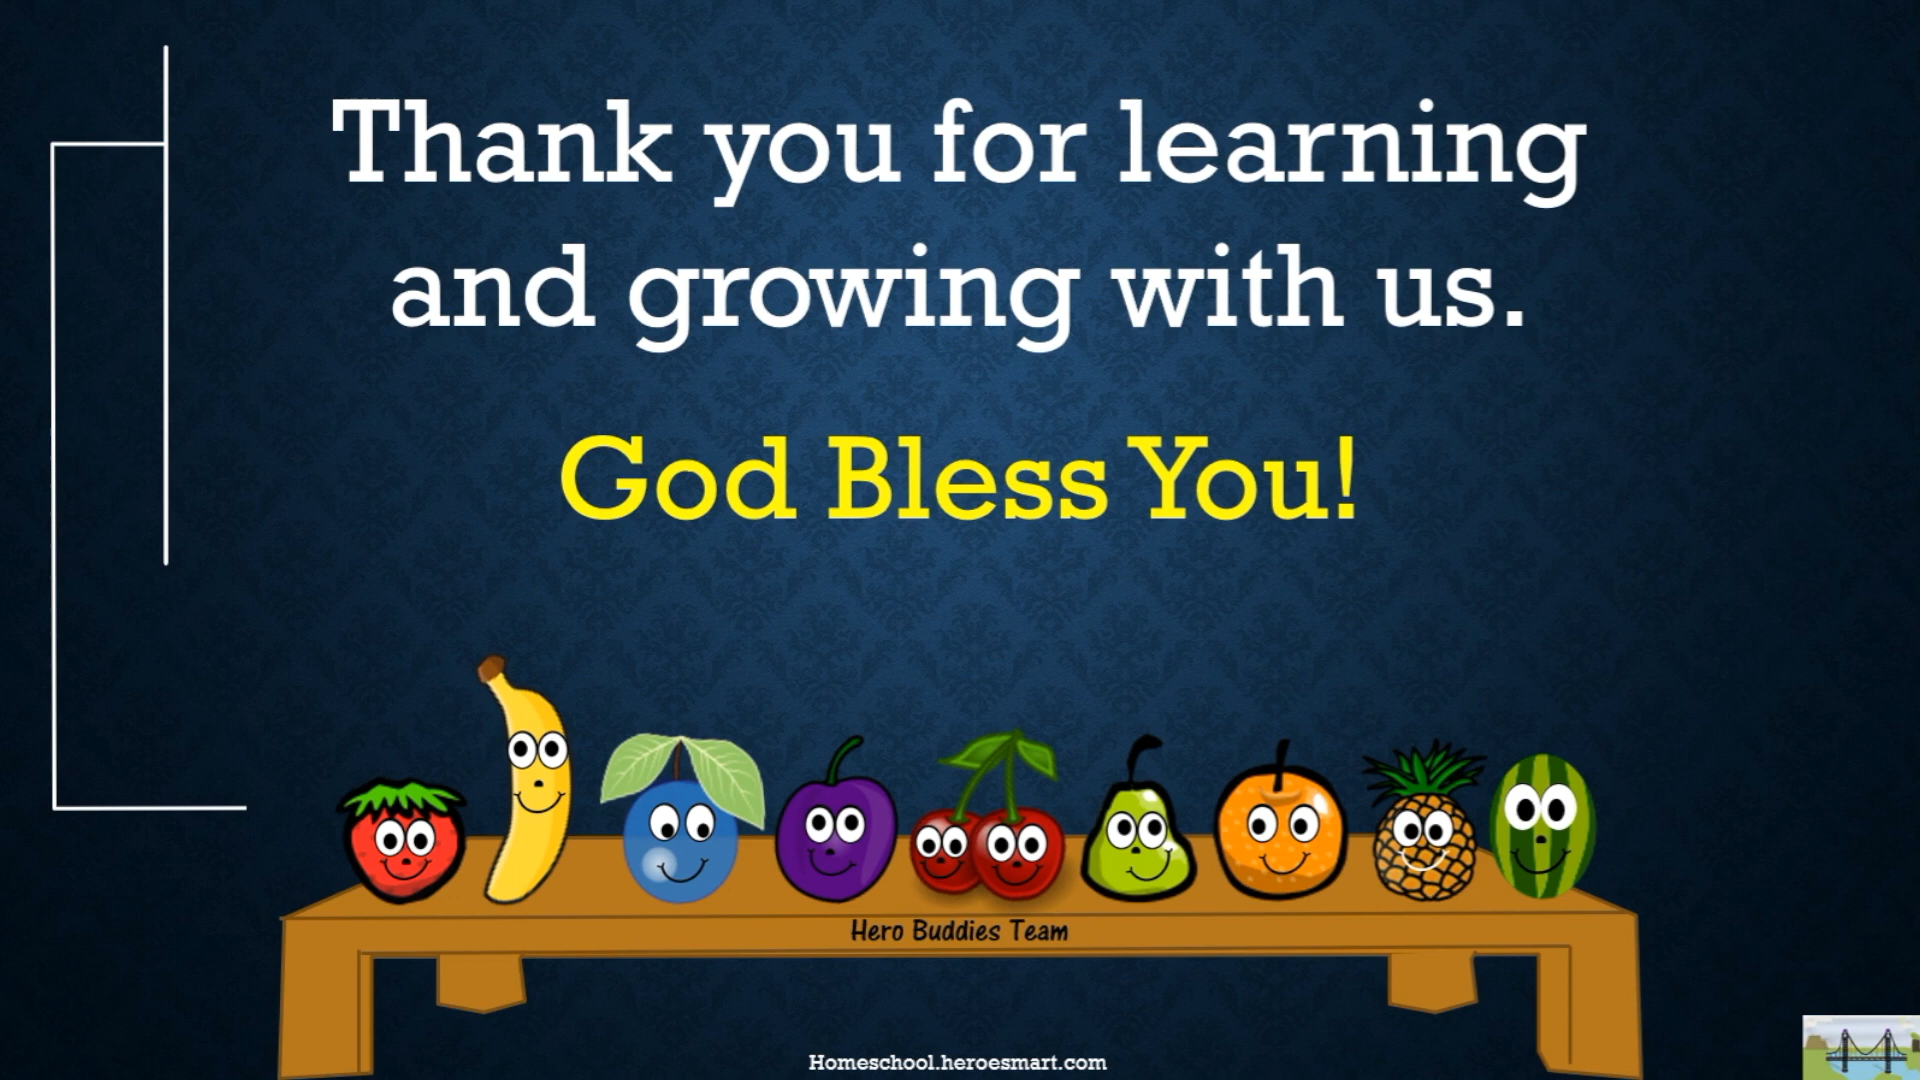 Thank you for learning
and growing with us.
God Bless You!
Hero Buddies Team
Homeschool.heroesmart.com